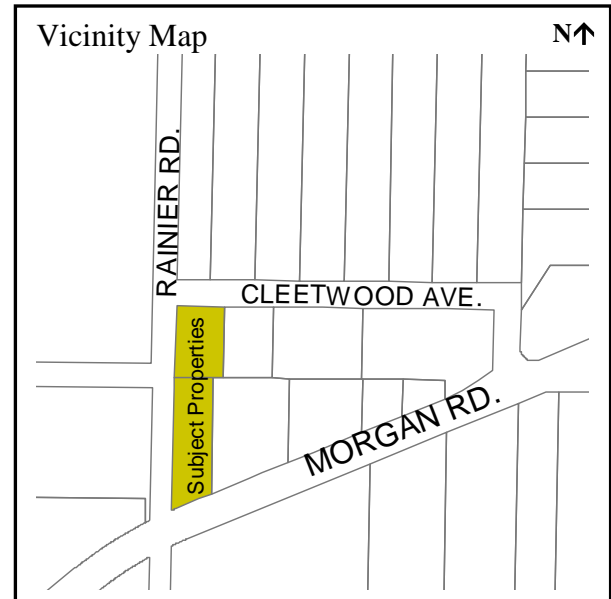 Vicinity Map
N↑
RAINIER RD.
CLEETWOOD AVE.
Subject Properties
MORGAN RD.